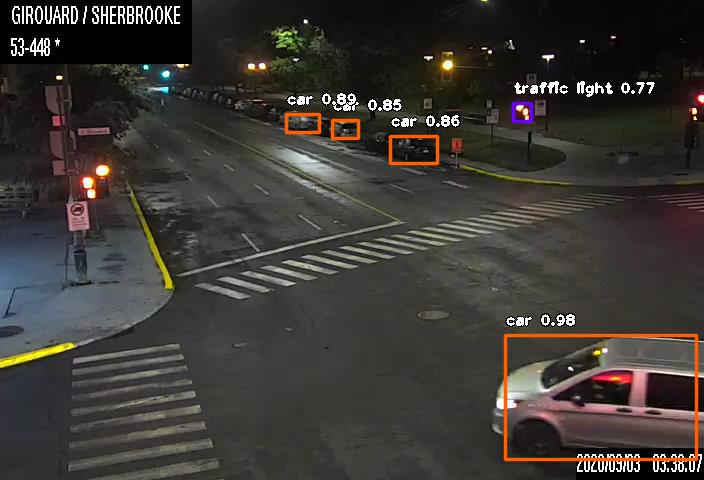 GIROUARD / SHERBROOKE
53-448 *
traffic light 0.77
car 0.89
car 0.85
car 0.86
car 0.98
2020/09/03 03:38:07